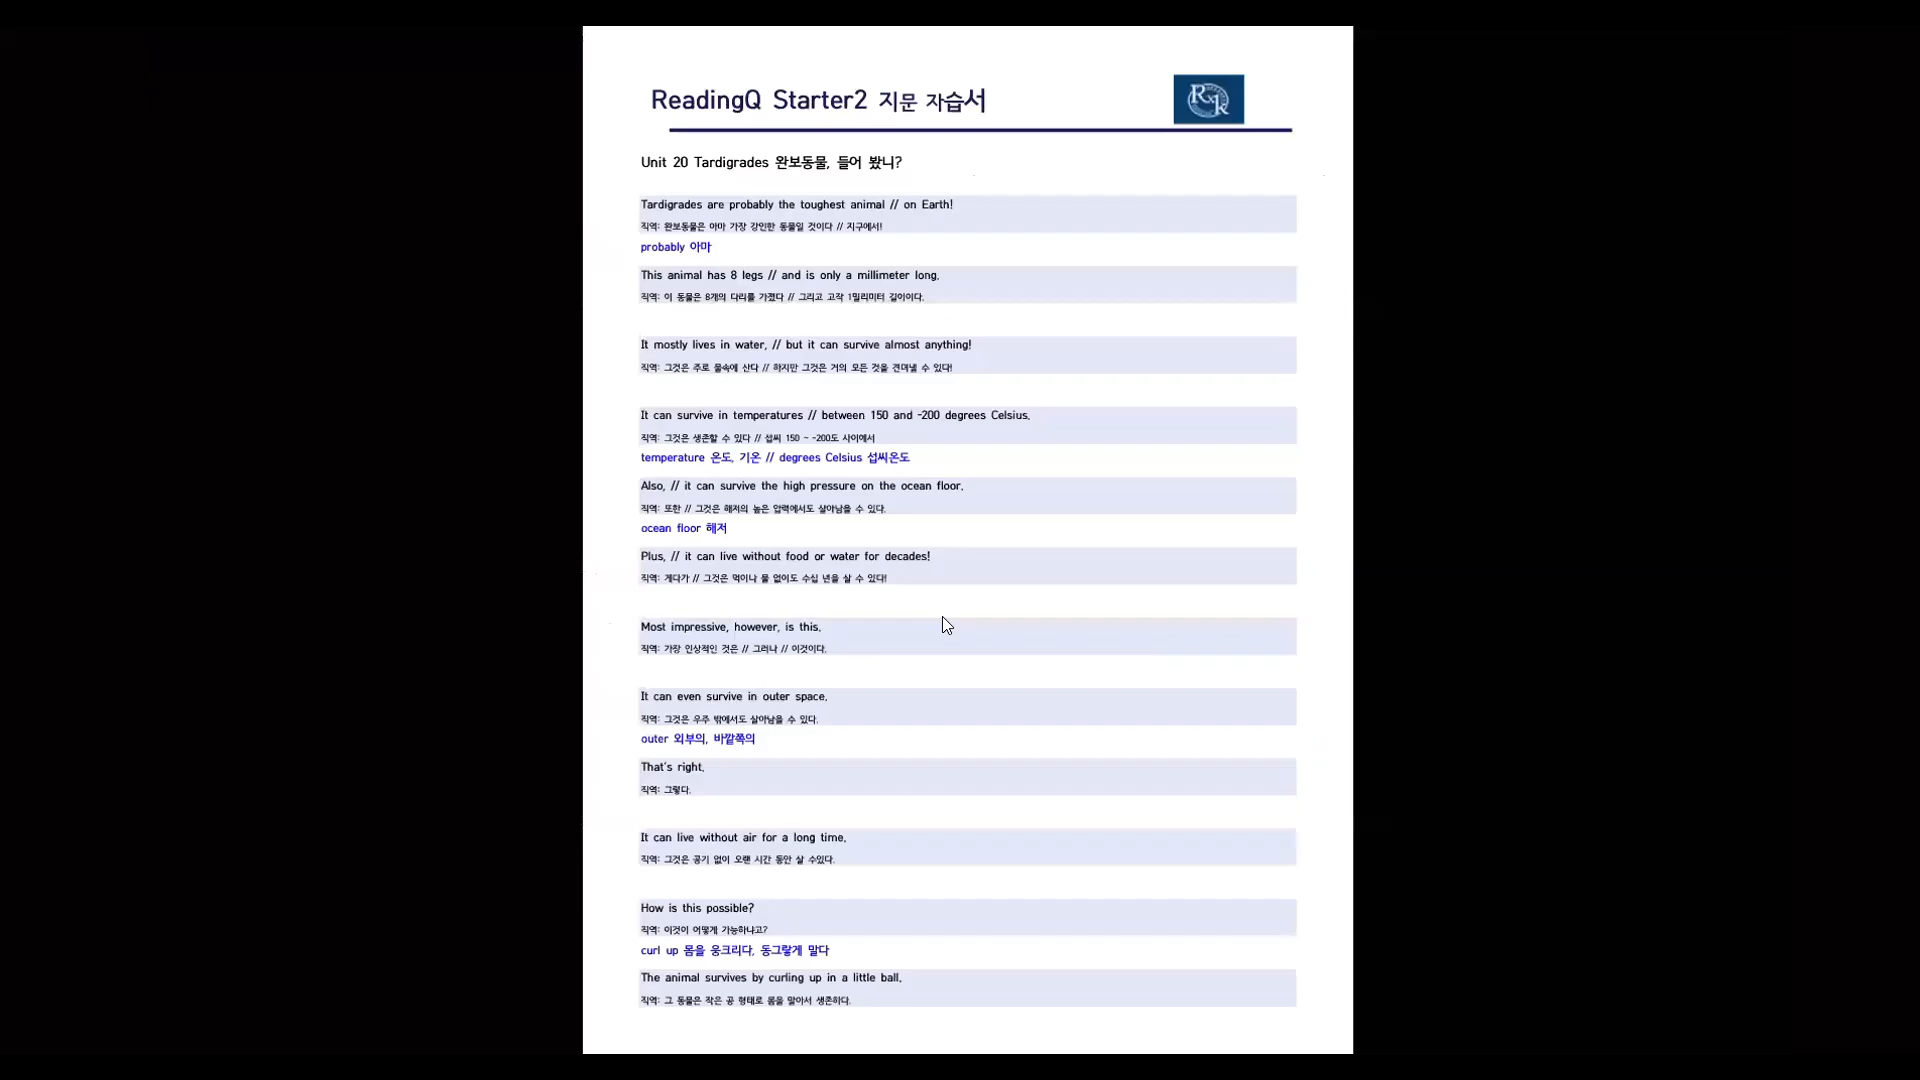 ReadingQ Starter2 지문 자습서
Unit 20 Tardigrades 완보동물, 들어 봤니?
Tardigrades are probably the toughest animal // on Earth!
직역: 완보동물은 아마 가장 강인한 동물일 것이다 // 지구에서!
probably 아마
This animal has 8 legs // and is only a millimeter long.
직역: 이 동물은 8개의 다리를 가졌다 // 그리고 고작 1밀리미터 길이이다.
It mostly lives in water, // but it can survive almost anything!
직역: 그것은 주로 물속에 산다 // 하지만 그것은 거의 모든 것을 견뎌낼 수 있다!
It can survive in temperatures // between 150 and -200 degrees Celsius.
직역: 그것은 생존할 수 있다 // 섭씨 150 ~ -200도 사이에서
temperature 온도, 기온 // degrees Celsius 섭씨온도
Also, // it can survive the high pressure on the ocean floor.
직역: 또한 // 그것은 해저의 높은 압력에서도 살아남을 수 있다.
ocean floor 해저
Plus, // it can live without food or water for decades!
직역: 게다가 // 그것은 먹이나 물 없이도 수십 년을 살 수 있다!
Most impressive, however, is this.
직역: 가장 인상적인 것은 // 그러나 // 이것이다.
It can even survive in outer space.
직역: 그것은 우주 밖에서도 살아남을 수 있다.
outer 외부의, 바깥쪽의
That's right.
직역: 그렇다.
It can live without air for a long time.
직역: 그것은 공기 없이 오랜 시간 동안 살 수있다.
How is this possible?
직역: 이것이 어떻게 가능하냐고?
curl up 몸을 웅크리다, 동그랗게 말다
The animal survives by curling up in a little ball.
직역: 그 동물은 작은 공 형태로 몸을 말아서 생존하다.